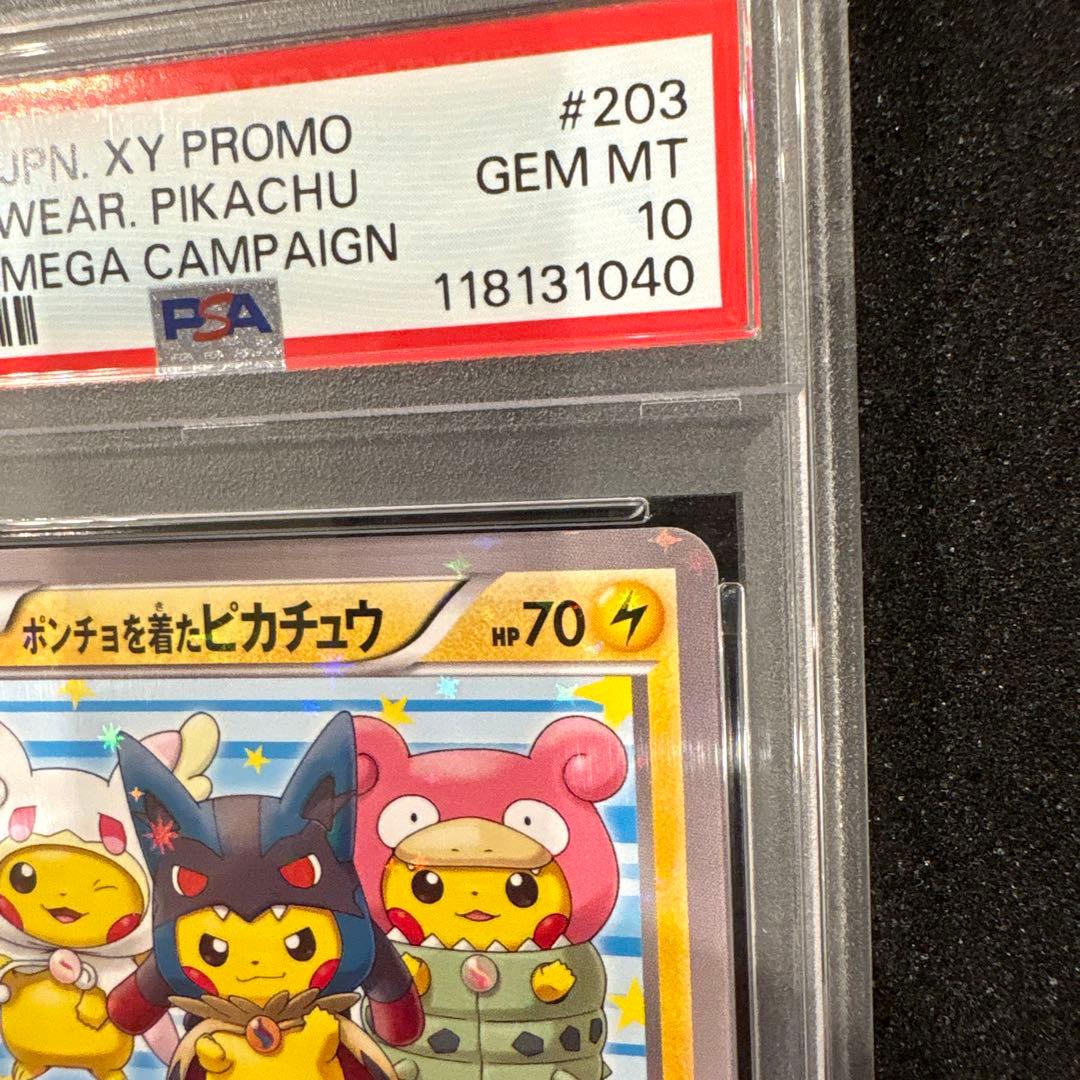 JPN. XY PROMO
#203
WEAR. PIKACHU
GEM MT
MEGA CAMPAIGN
10
PSA
118131040
ポンチョを着たピカチュウ
HP70